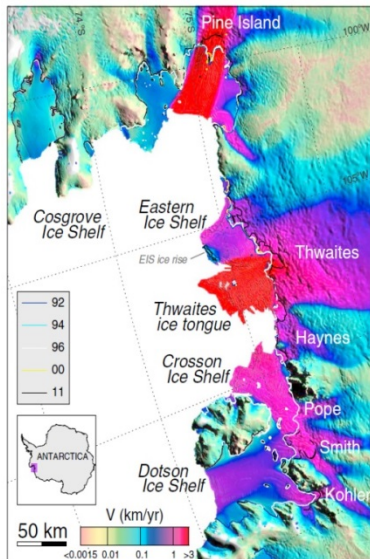 Pine Island
74°S
75°S
100°W
105°W
Cosgrove
Ice Shelf
Eastern
Ice Shelf
EIS ice rise
Thwaites
Thwaites
ice tongue
Haynes
Crosson
Ice Shelf
Pope
Smith
Dotson
Ice Shelf
Kohler
92
94
96
00
11
ANTARCTICA
50 km
V (km/yr)
<0.0015 0.01 0.1 1 >3